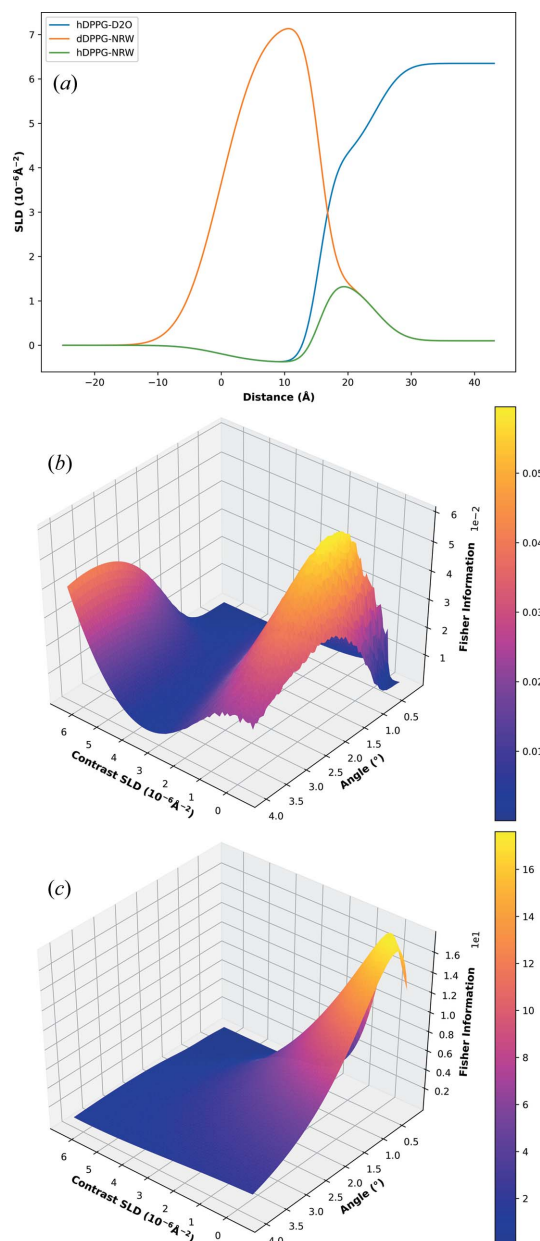 hDPPG-D2O
dDPPG-NRW
hDPPG-NRW
(a)
7
6
5
4
3
2
1
0
SLD (10⁻⁶Å⁻²)
−20 −10 0 10 20 30 40
Distance (Å)
(b)
1e−2
6
5
4
3
2
1
Fisher Information
6 5 4 3 2 1 0
Contrast SLD (10⁻⁶Å⁻²)
0.5
1.0
1.5
2.0
2.5
3.0
3.5
4.0
Angle (°)
0.05
0.04
0.03
0.02
0.01
(c)
1e1
1.6
1.4
1.2
1.0
0.8
0.6
0.4
0.2
Fisher Information
6 5 4 3 2 1 0
Contrast SLD (10⁻⁶Å⁻²)
0.5
1.0
1.5
2.0
2.5
3.0
3.5
4.0
Angle (°)
16
14
12
10
8
6
4
2